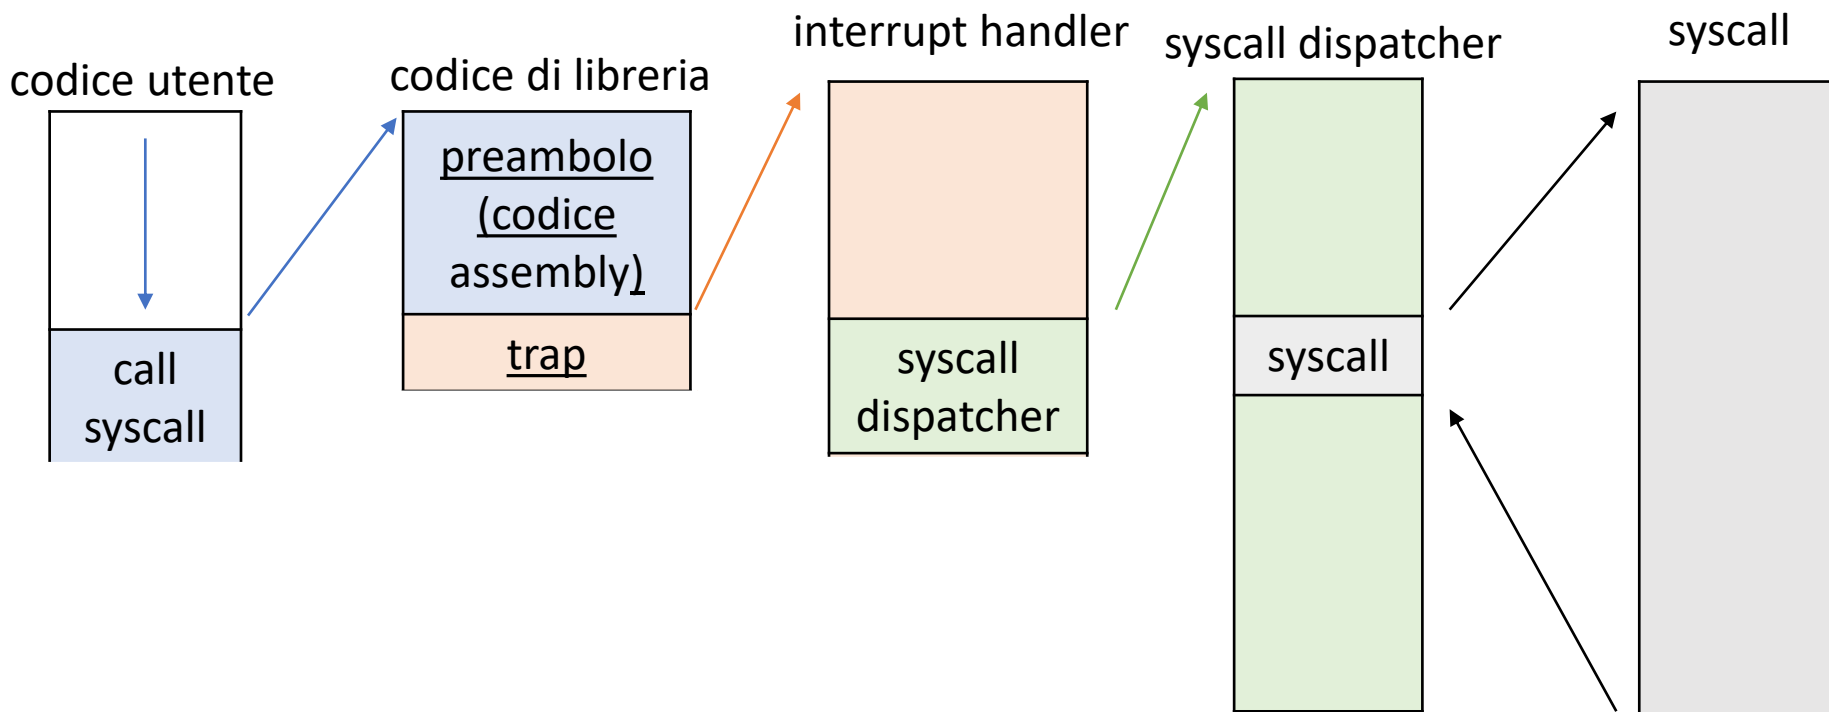 codice utente
call
syscall
codice di libreria
preambolo
(codice
assembly)
trap
interrupt handler
syscall
dispatcher
syscall dispatcher
syscall
syscall